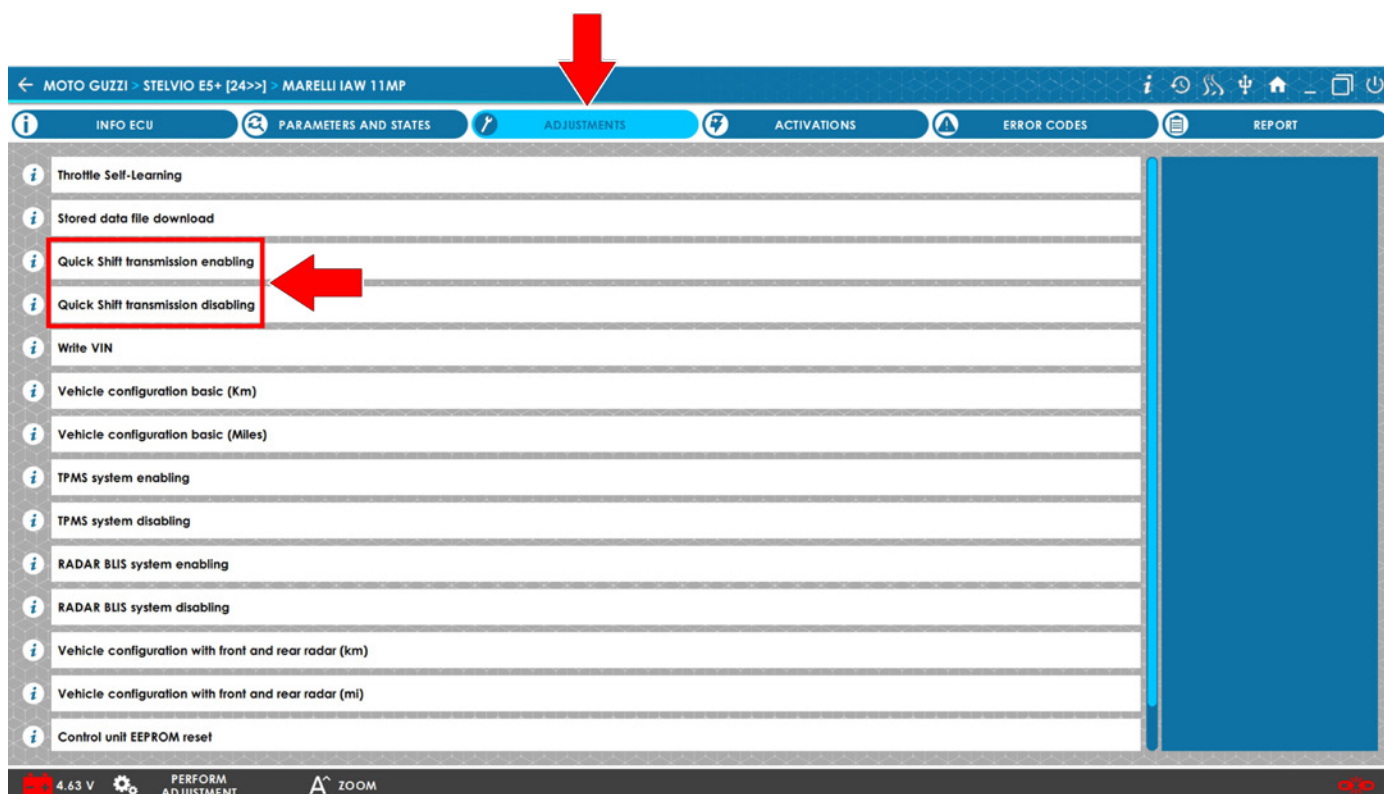 MOTO GUZZI > STELVIO E5+ [24>>] > MARELLI IAW 11MP
INFO ECU
PARAMETERS AND STATES
ADJUSTMENTS
ACTIVATIONS
ERROR CODES
REPORT
Throttle Self-Learning
Stored data file download
Quick Shift transmission enabling
Quick Shift transmission disabling
Write VIN
Vehicle configuration basic (Km)
Vehicle configuration basic (Miles)
TPMS system enabling
TPMS system disabling
RADAR BLIS system enabling
RADAR BLIS system disabling
Vehicle configuration with front and rear radar (km)
Vehicle configuration with front and rear radar (mi)
Control unit EEPROM reset
4.63 V
PERFORM
ADJUSTMENT
ZOOM